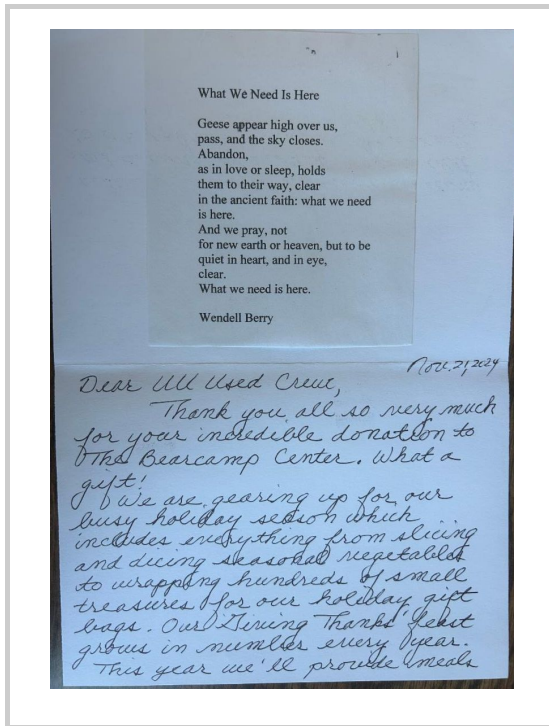 What We Need Is Here
Geese appear high over us,
pass, and the sky closes.
Abandon,
as in love or sleep, holds
them to their way, clear
in the ancient faith: what we need
is here.
And we pray, not
for new earth or heaven, but to be
quiet in heart, and in eye,
clear.
What we need is here.
Wendell Berry
Nov. 21, 2024
Dear UU Used Crew,
Thank you all so very much
for your incredible donation to
The Bearcamp Center. What a
gift!
We are gearing up for our
busy holiday season which
includes everything from slicing
and dicing seasonal vegetables
to wrapping hundreds of small
treasures for our holiday gift
bags. Our Giving Thanks feast
grows in number every year.
This year we'll provide meals